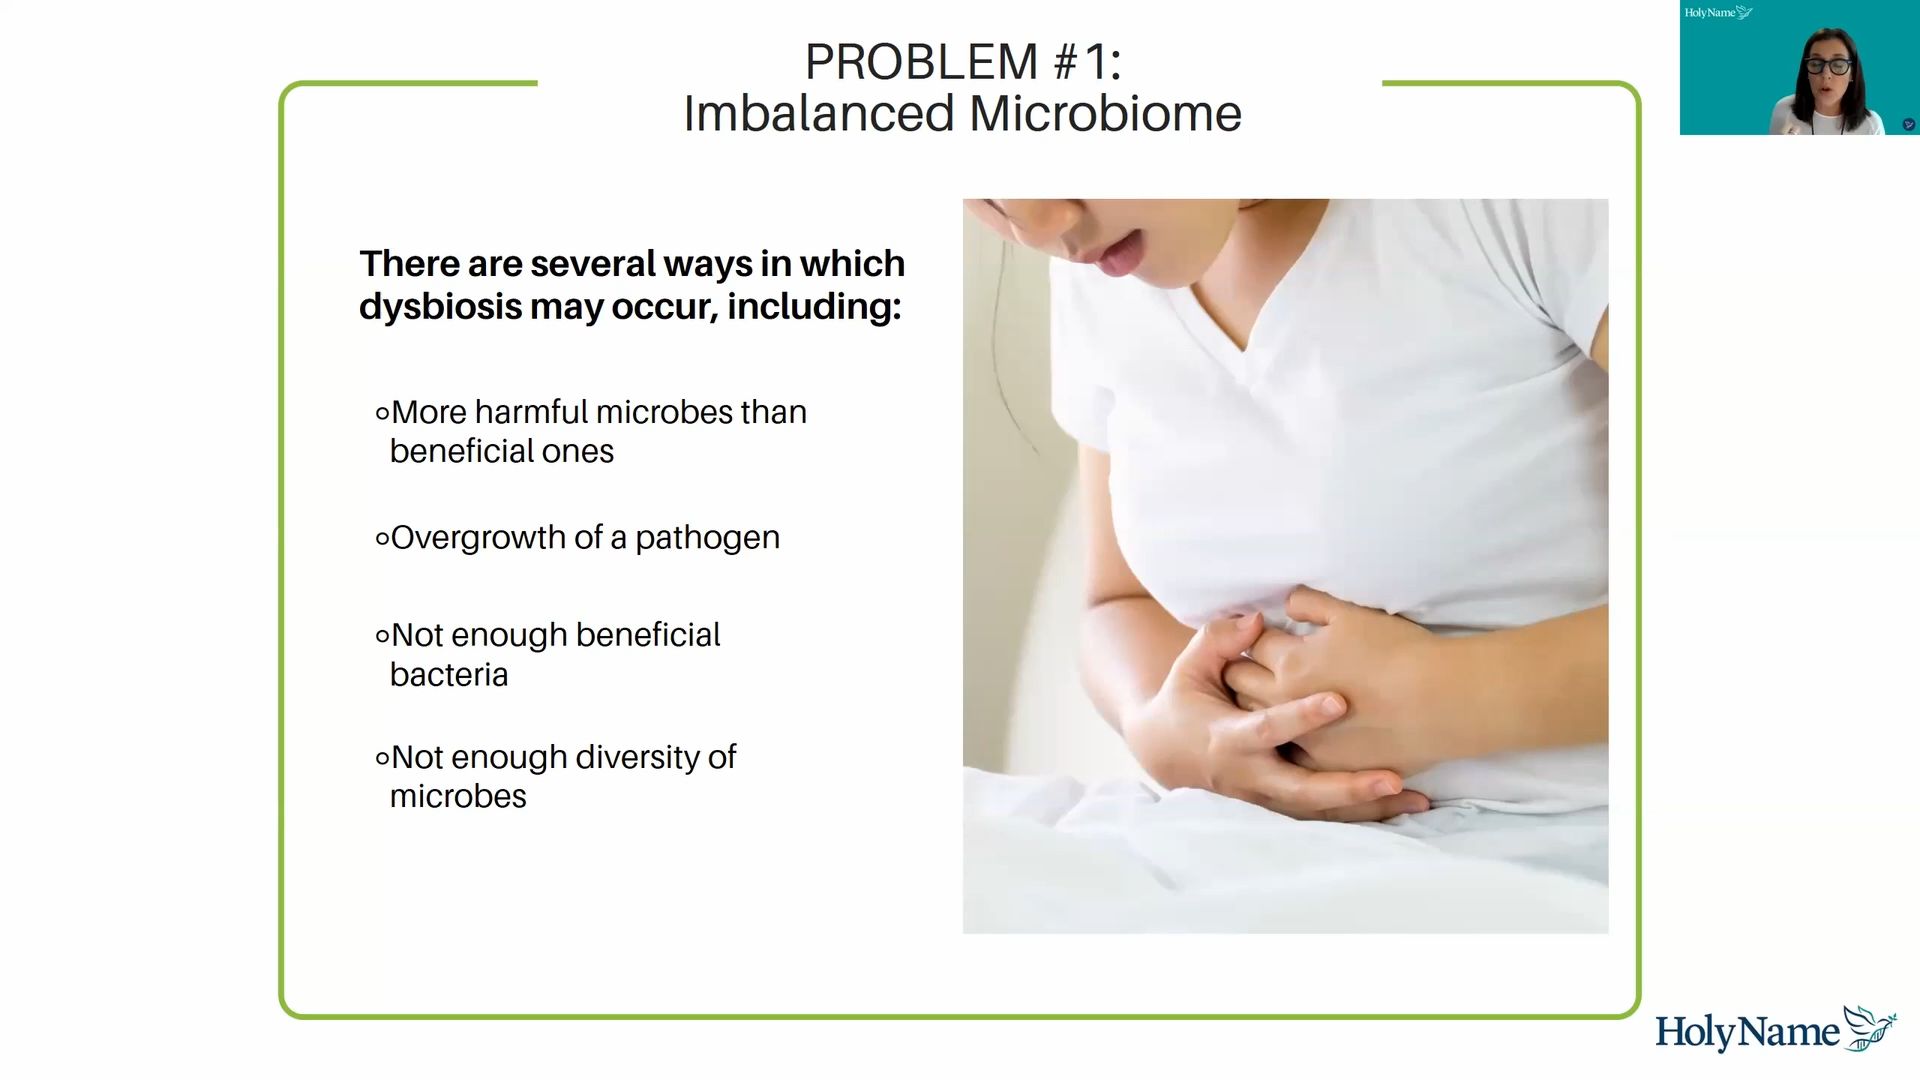 PROBLEM #1:
Imbalanced Microbiome
HolyName
There are several ways in which
dysbiosis may occur, including:
More harmful microbes than
beneficial ones
Overgrowth of a pathogen
Not enough beneficial
bacteria
Not enough diversity of
microbes
HolyName